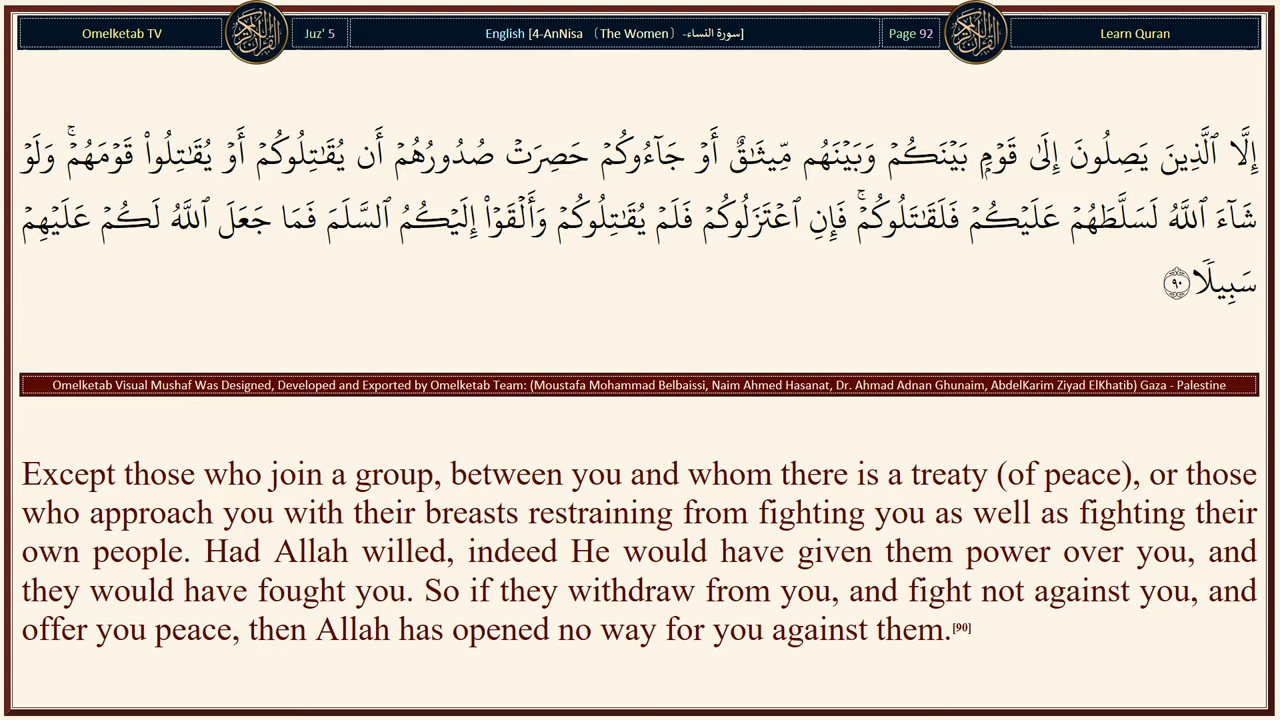 Omelketab TV
Juz' 5
English [4-AnNisa （The Women）-سورة النساء]
Page 92
Learn Quran
إِلَّا ٱلَّذِينَ يَصِلُونَ إِلَىٰ قَوْمِۭ بَيْنَكُمْ وَبَيْنَهُم مِّيثَـٰقٌ أَوْ جَآءُوكُمْ حَصِرَتْ صُدُورُهُمْ أَن يُقَـٰتِلُوكُمْ أَوْ يُقَـٰتِلُوا۟ قَوْمَهُمْ ۚ وَلَوْ
شَآءَ ٱللَّهُ لَسَلَّطَهُمْ عَلَيْكُمْ فَلَقَـٰتَلُوكُمْ ۚ فَإِنِ ٱعْتَزَلُوكُمْ فَلَمْ يُقَـٰتِلُوكُمْ وَأَلْقَوْا۟ إِلَيْكُمُ ٱلسَّلَمَ فَمَا جَعَلَ ٱللَّهُ لَكُمْ عَلَيْهِمْ
سَبِيلًا ٩٠
Omelketab Visual Mushaf Was Designed, Developed and Exported by Omelketab Team: (Moustafa Mohammad Belbaissi, Naim Ahmed Hasanat, Dr. Ahmad Adnan Ghunaim, AbdelKarim Ziyad ElKhatib) Gaza - Palestine
Except those who join a group, between you and whom there is a treaty (of peace), or those
who approach you with their breasts restraining from fighting you as well as fighting their
own people. Had Allah willed, indeed He would have given them power over you, and
they would have fought you. So if they withdraw from you, and fight not against you, and
offer you peace, then Allah has opened no way for you against them.[90]